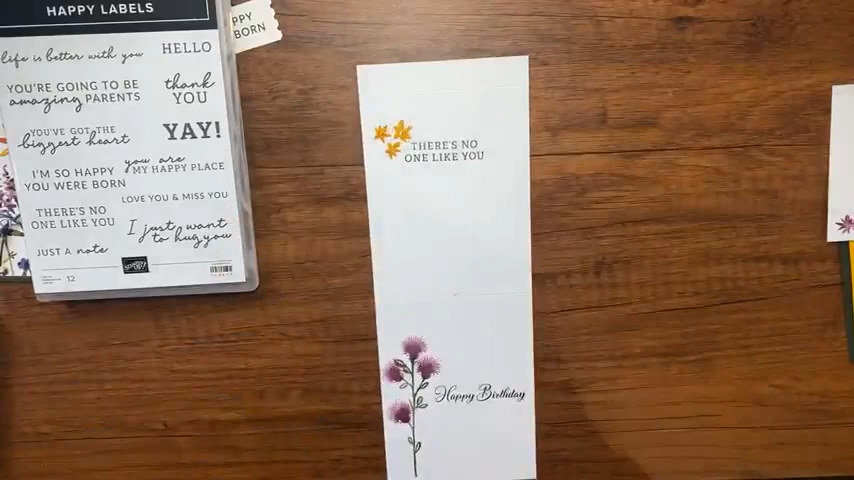 HAPPY LABELS
life is better with you
HELLO
YOU'RE GOING TO BE
amazing PARENTS
thank
YOU
YOU'VE GOT THE
biggest heart
YAY!
I'M SO HAPPY
YOU WERE BORN
you are
MY HAPPY PLACE
LOVE YOU & MISS YOU
THERE'S NO
ONE LIKE YOU
I just want
to hug you
JUST A note
12
PPY
BORN
THERE'S NO
ONE LIKE YOU
Happy Birthday